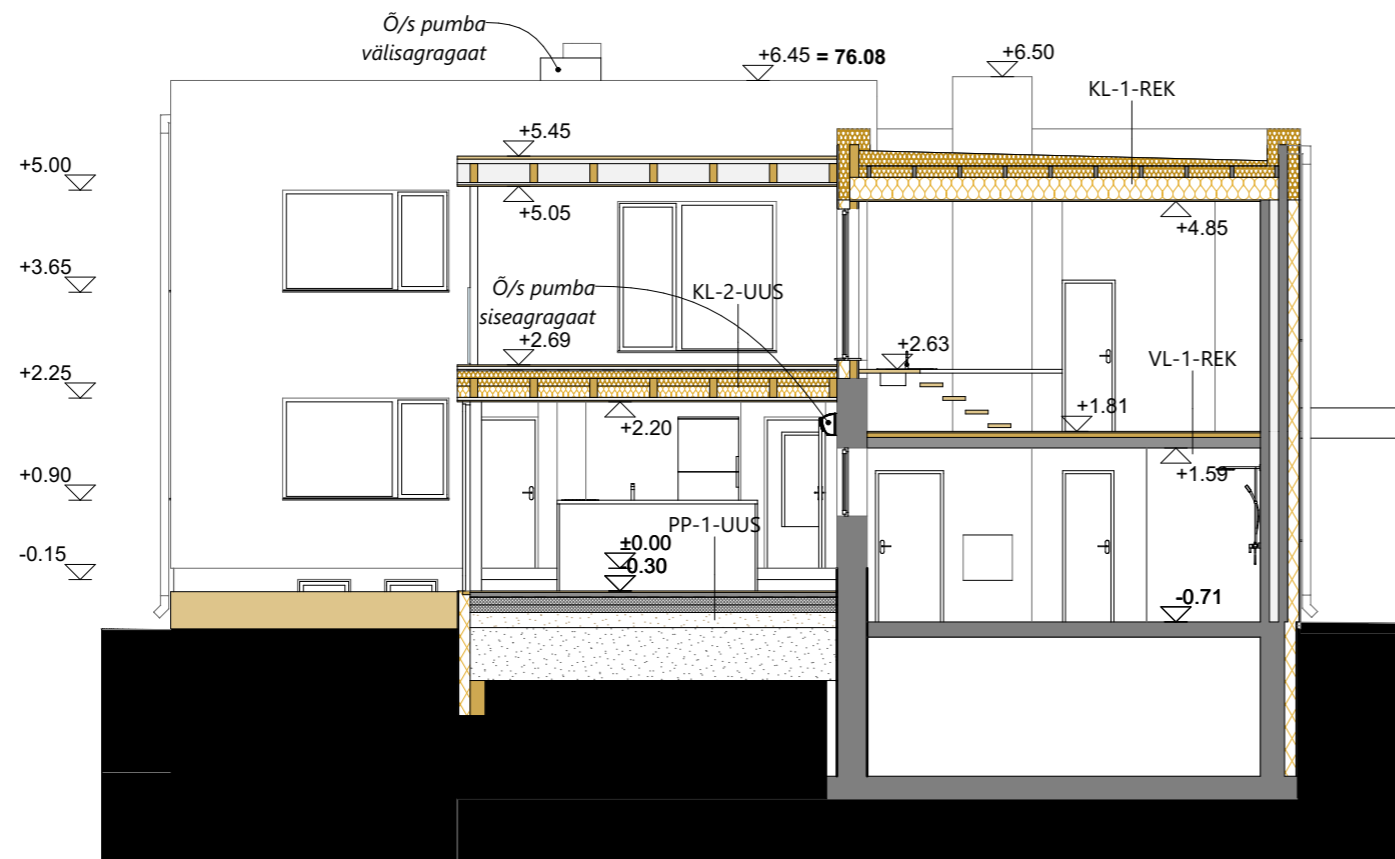 Õ/s pumba
välisagragaat
+6.45 = 76.08
+6.50
KL-1-REK
+5.45
+5.00
+5.05
+4.85
+3.65
Õ/s pumba
siseagragaat
KL-2-UUS
+2.69
+2.63
VL-1-REK
+2.25
+2.20
+1.81
+1.59
+0.90
PP-1-UUS
±0.00
-0.30
-0.15
-0.71